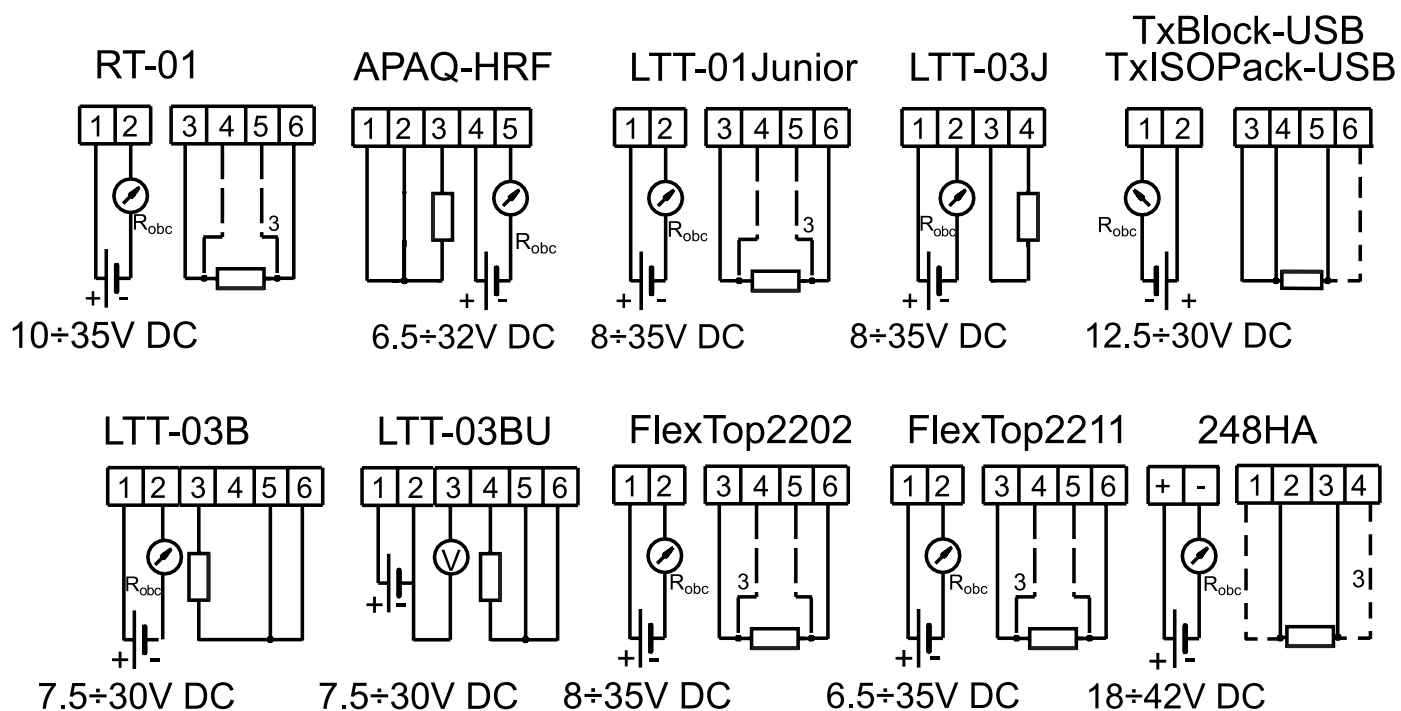 TxBlock-USB
RT-01 APAQ-HRF LTT-01Junior LTT-03J TxISOPack-USB
1 2 3 4 5 6 1 2 3 4 5 1 2 3 4 5 6 1 2 3 4 1 2 3 4 5 6
Robc 3 Robc Robc 3 Robc Robc
+ - + - + - + - - +
10÷35V DC 6.5÷32V DC 8÷35V DC 8÷35V DC 12.5÷30V DC
LTT-03B LTT-03BU FlexTop2202 FlexTop2211 248HA
1 2 3 4 5 6 1 2 3 4 5 6 1 2 3 4 5 6 1 2 3 4 5 6 + - 1 2 3 4
Robc V Robc 3 Robc 3 Robc 3
+ - + - + - + - + -
7.5÷30V DC 7.5÷30V DC 8÷35V DC 6.5÷35V DC 18÷42V DC